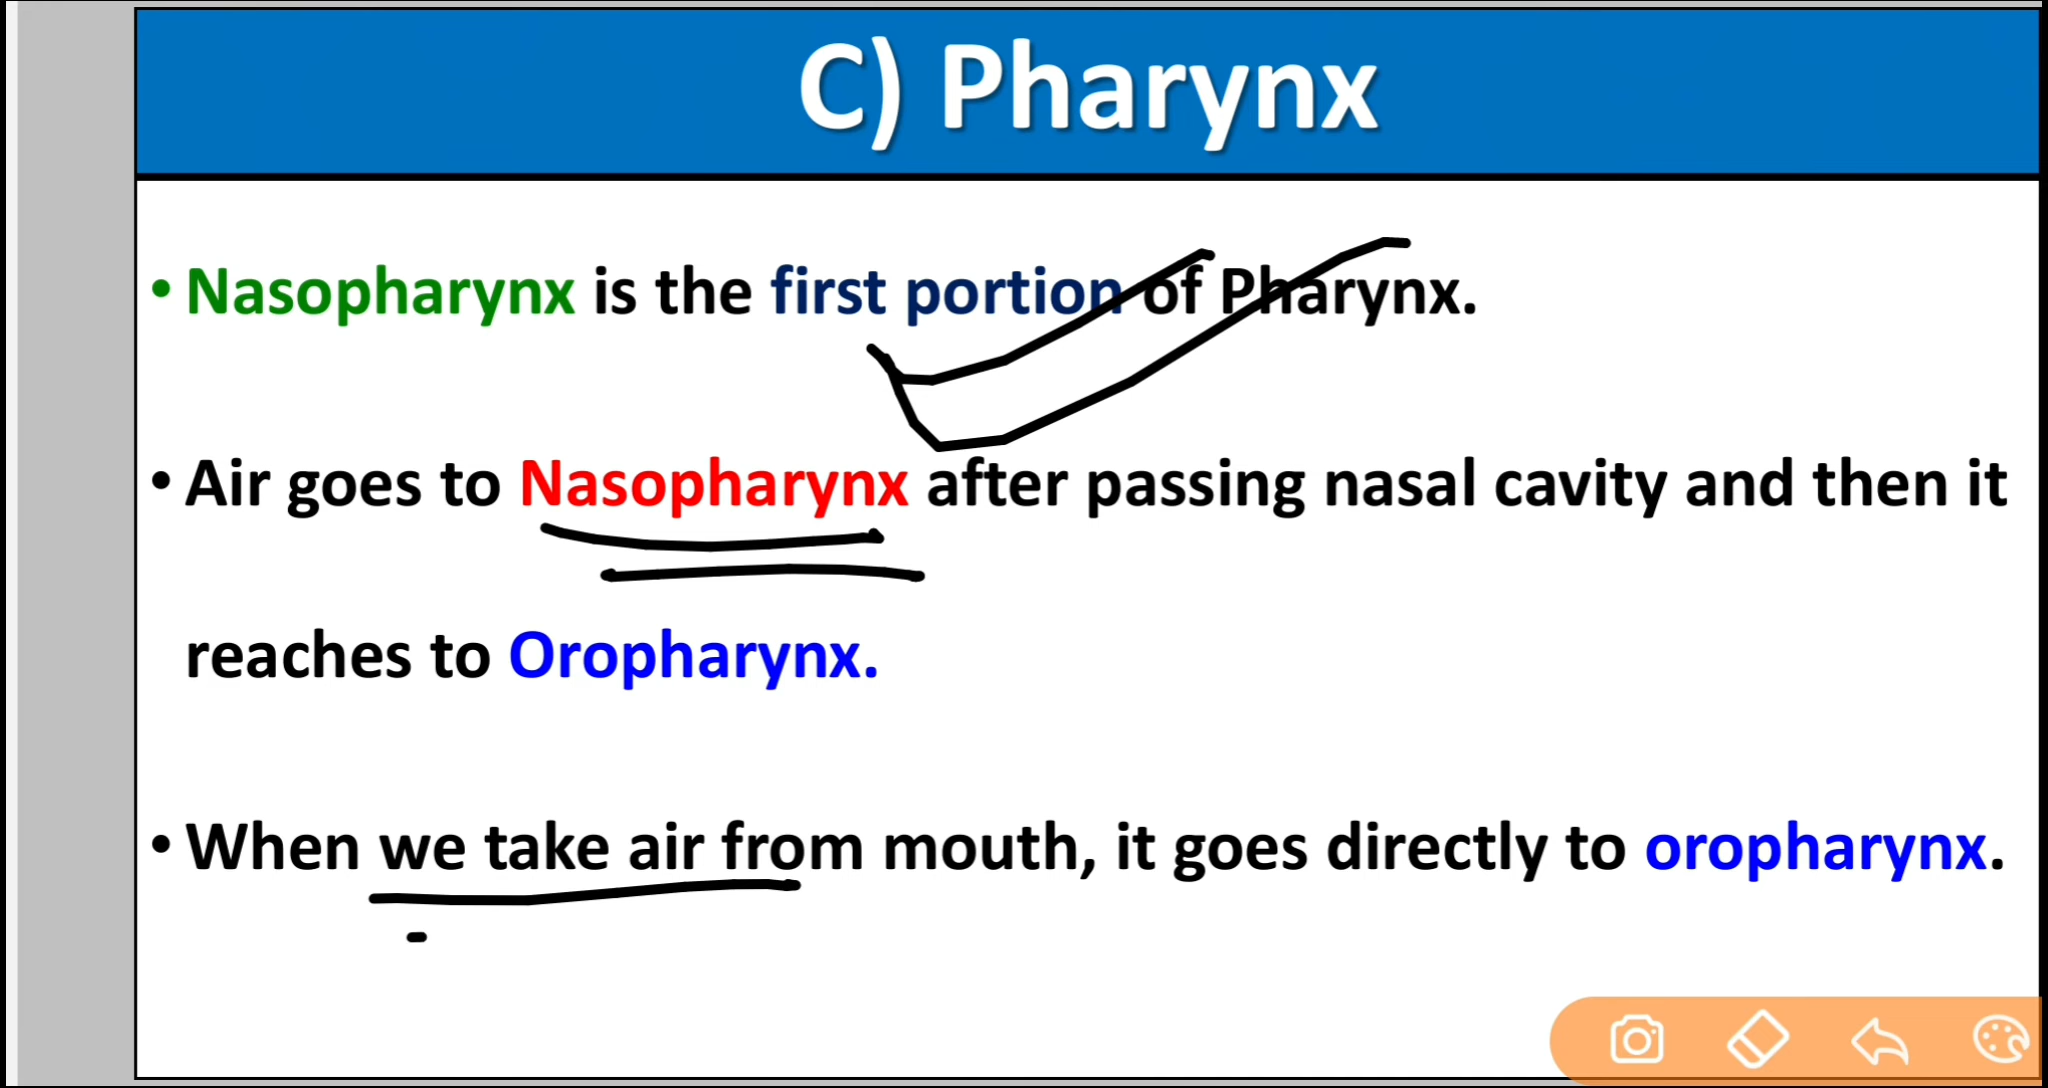 C) Pharynx
• Nasopharynx is the first portion of Pharynx.
• Air goes to Nasopharynx after passing nasal cavity and then it
reaches to Oropharynx.
• When we take air from mouth, it goes directly to oropharynx.